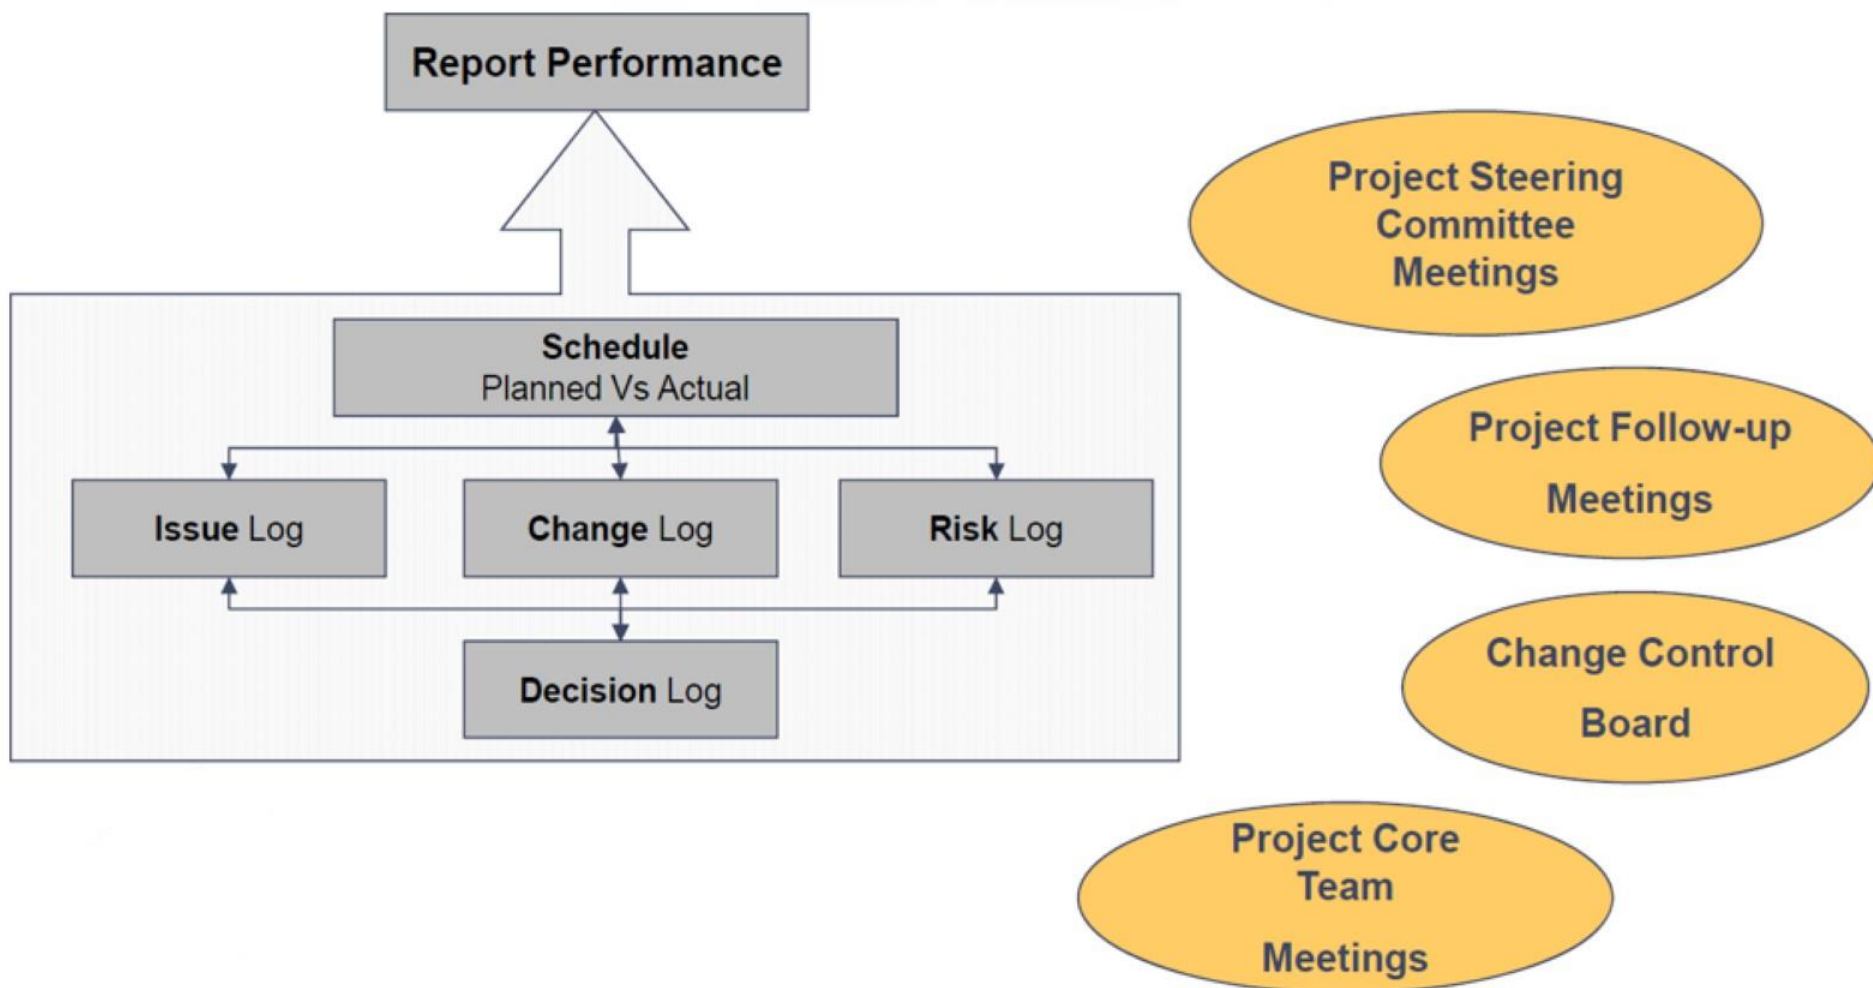 Report Performance
Schedule
Planned Vs Actual
Issue Log
Change Log
Risk Log
Decision Log
Project Steering
Committee
Meetings
Project Follow-up
Meetings
Change Control
Board
Project Core
Team
Meetings